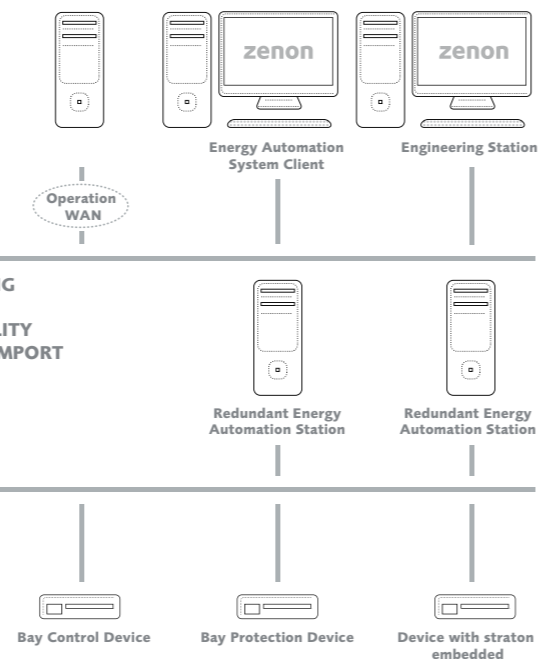 zenon
zenon
Energy Automation
System Client
Engineering Station
Operation
WAN
G
LITY
MPORT
Redundant Energy
Automation Station
Redundant Energy
Automation Station
Bay Control Device
Bay Protection Device
Device with straton
embedded